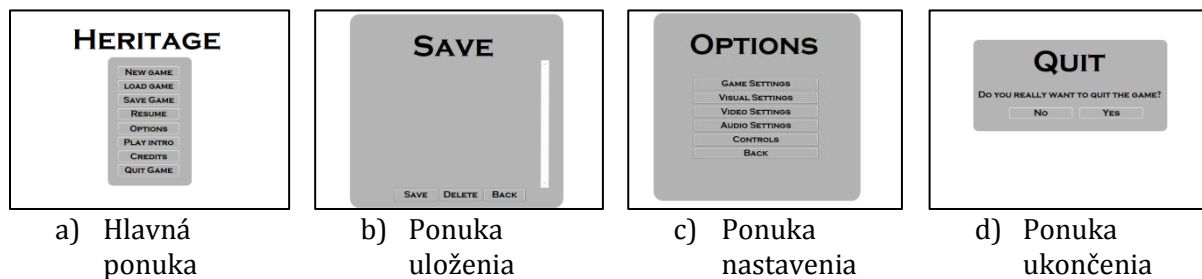 HERITAGE
NEW GAME
LOAD GAME
SAVE GAME
RESUME
OPTIONS
PLAY INTRO
CREDITS
QUIT GAME
a) Hlavná
ponuka
SAVE
SAVE DELETE BACK
b) Ponuka
uloženia
OPTIONS
GAME SETTINGS
VISUAL SETTINGS
VIDEO SETTINGS
AUDIO SETTINGS
CONTROLS
BACK
c) Ponuka
nastavenia
QUIT
DO YOU REALLY WANT TO QUIT THE GAME?
NO YES
d) Ponuka
ukončenia